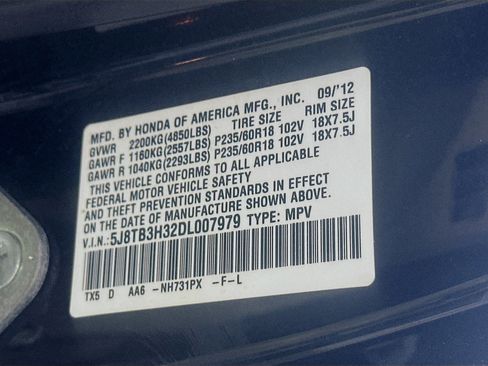 MFD. BY HONDA OF AMERICA MFG., INC. 09/'12
GVWR 2200KG(4850LBS) TIRE SIZE RIM SIZE
GAWR F 1160KG(2557LBS) P235/60R18 102V 18X7.5J
GAWR R 1040KG(2293LBS) P235/60R18 102V 18X7.5J
THIS VEHICLE CONFORMS TO ALL APPLICABLE
FEDERAL MOTOR VEHICLE SAFETY
AND THEFT PREVENTION STANDARDS IN EFFECT
ON THE DATE OF MANUFACTURE SHOWN ABOVE.
V.I.N.:5J8TB3H32DL007979 TYPE: MPV
TX5 D AA6 -NH731PX -F-L